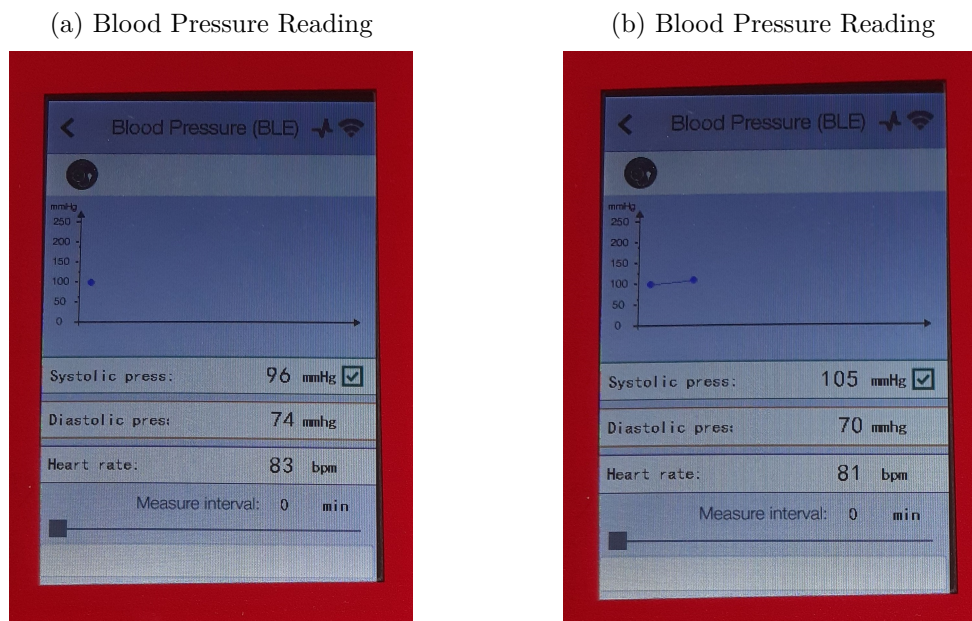 (a) Blood Pressure Reading
Blood Pressure (BLE)
mmHg
250
200
150
100
50
0
Systolic press: 96 mmHg
Diastolic pres: 74 mmhg
Heart rate: 83 bpm
Measure interval: 0 min
(b) Blood Pressure Reading
Blood Pressure (BLE)
mmHg
250
200
150
100
50
0
Systolic press: 105 mmHg
Diastolic pres: 70 mmhg
Heart rate: 81 bpm
Measure interval: 0 min